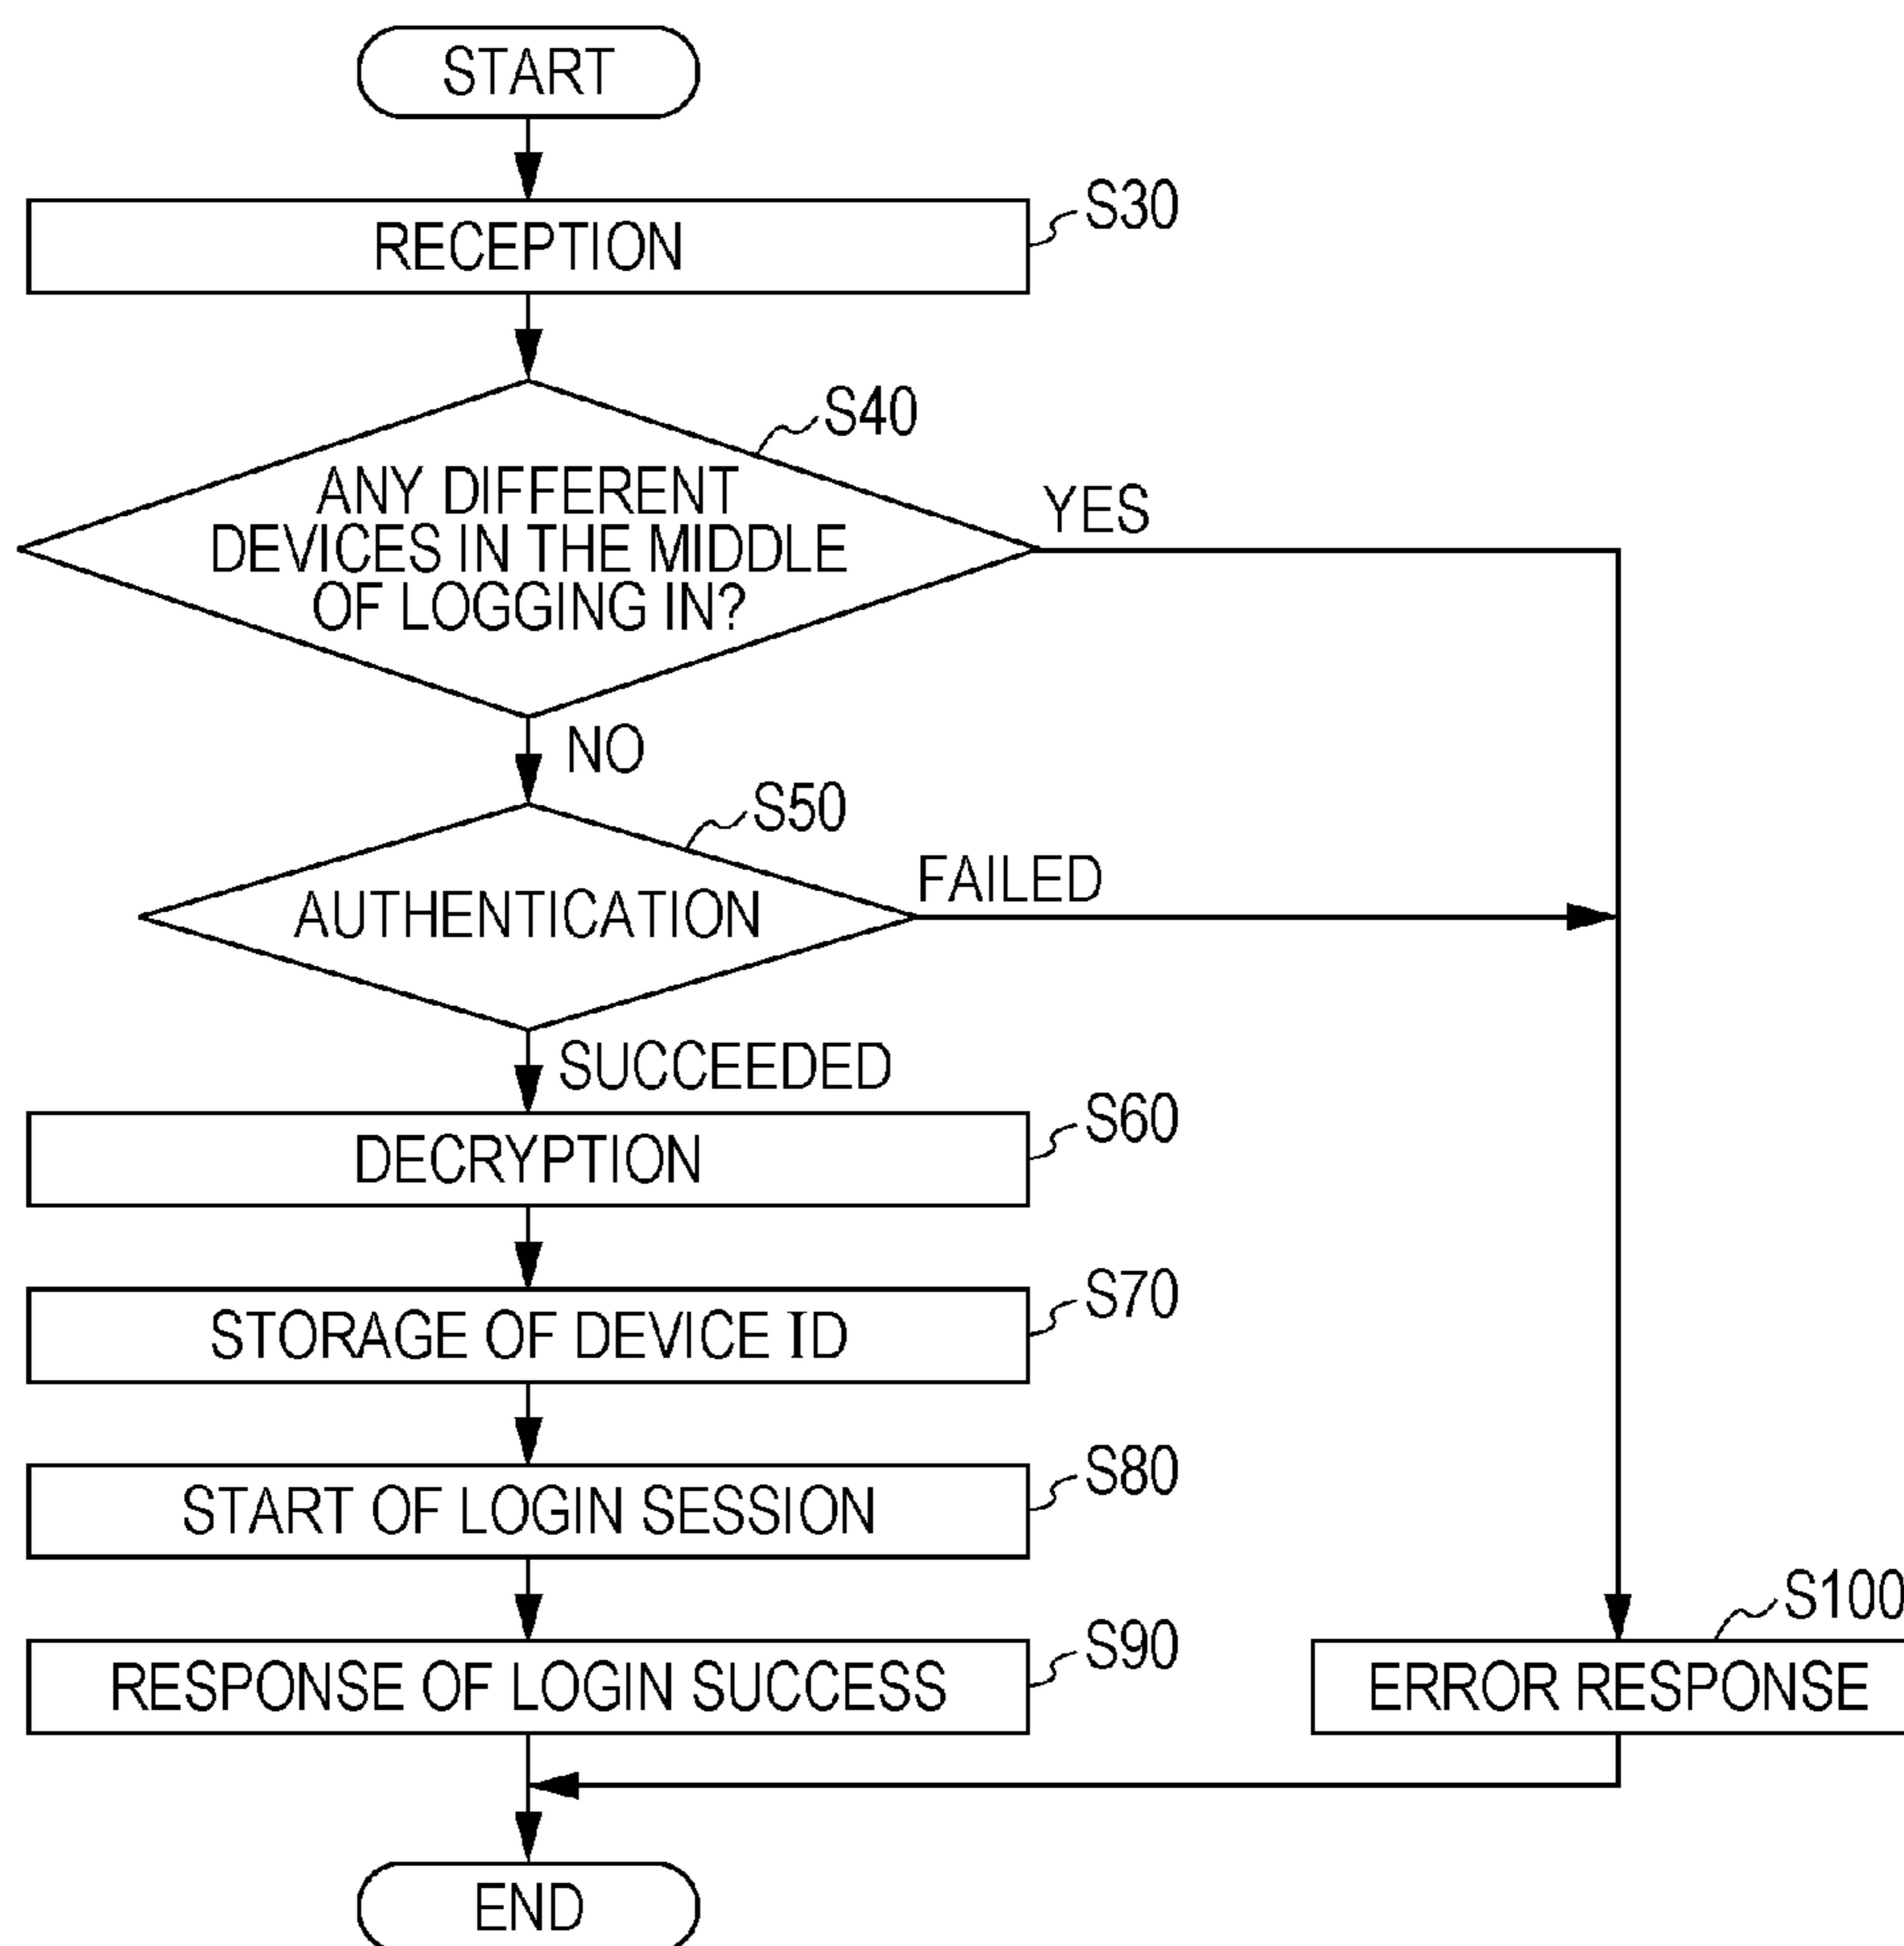 START
RECEPTION
S30
S40
ANY DIFFERENT
DEVICES IN THE MIDDLE
OF LOGGING IN?
YES
NO
S50
AUTHENTICATION
FAILED
SUCCEEDED
DECRYPTION
S60
STORAGE OF DEVICE ID
S70
START OF LOGIN SESSION
S80
RESPONSE OF LOGIN SUCCESS
S90
S100
ERROR RESPONSE
END